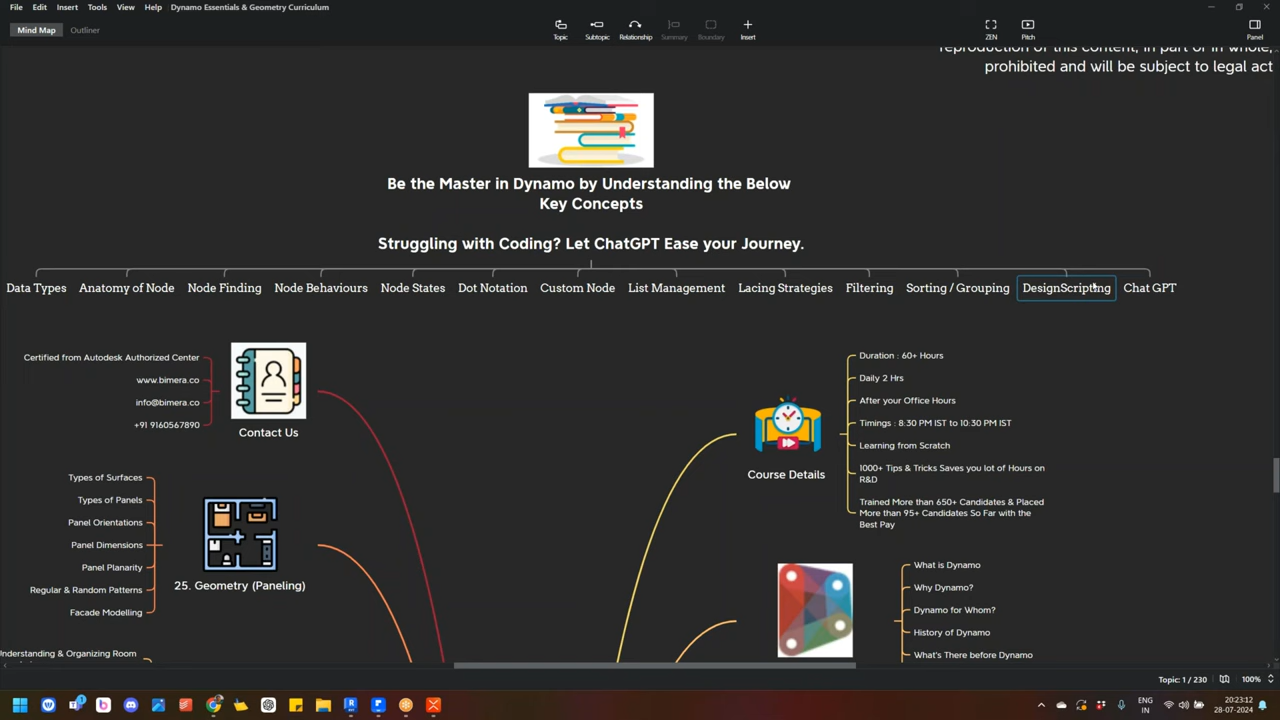 File Edit Insert Tools View Help Dynamo Essentials & Geometry Curriculum
Mind Map Outliner
Topic Subtopic Relationship Summary Boundary Insert
ZEN Pitch Panel
reproduction of this content, in part or in whole,
prohibited and will be subject to legal act
Be the Master in Dynamo by Understanding the Below
Key Concepts
Struggling with Coding? Let ChatGPT Ease your Journey.
Data Types Anatomy of Node Node Finding Node Behaviours Node States Dot Notation Custom Node List Management Lacing Strategies Filtering Sorting / Grouping DesignScripting Chat GPT
Certified from Autodesk Authorized Center
www.bimera.co
info@bimera.co
+91 9160567890
Contact Us
Duration : 60+ Hours
Daily 2 Hrs
After your Office Hours
Timings : 8:30 PM IST to 10:30 PM IST
Learning from Scratch
1000+ Tips & Tricks Saves you lot of Hours on
R&D
Trained More than 650+ Candidates & Placed
More than 95+ Candidates So Far with the
Best Pay
Course Details
Types of Surfaces
Types of Panels
Panel Orientations
Panel Dimensions
Panel Planarity
Regular & Random Patterns
Facade Modelling
25. Geometry (Paneling)
What is Dynamo
Why Dynamo?
Dynamo for Whom?
History of Dynamo
What's There before Dynamo
Understanding & Organizing Room
Topic: 1 / 230 100%
ENG
IN
20:23:12
28-07-2024